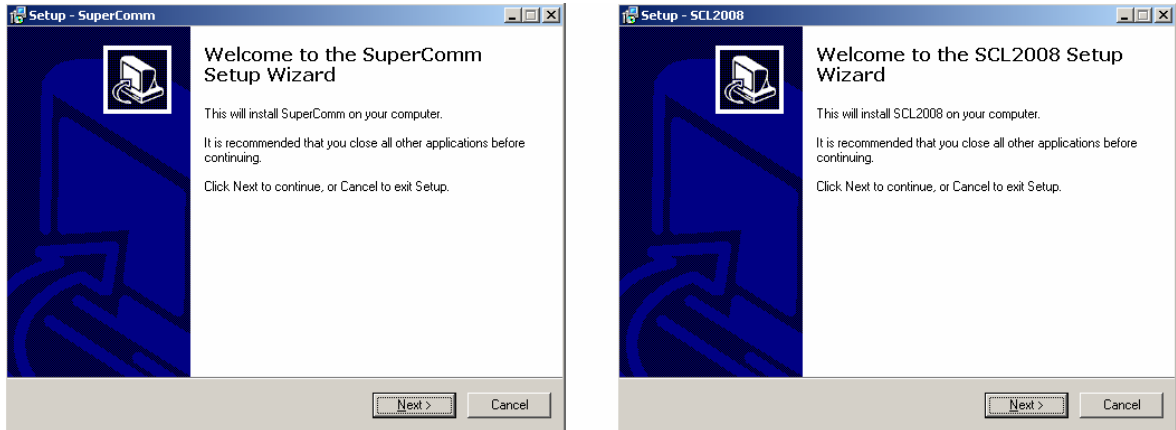 Setup - SuperComm
Welcome to the SuperComm
Setup Wizard
This will install SuperComm on your computer.
It is recommended that you close all other applications before
continuing.
Click Next to continue, or Cancel to exit Setup.
Next >
Cancel
Setup - SCL2008
Welcome to the SCL2008 Setup
Wizard
This will install SCL2008 on your computer.
It is recommended that you close all other applications before
continuing.
Click Next to continue, or Cancel to exit Setup.
Next >
Cancel